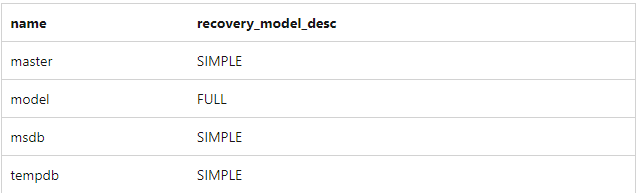 name recovery_model_desc
master SIMPLE
model FULL
msdb SIMPLE
tempdb SIMPLE